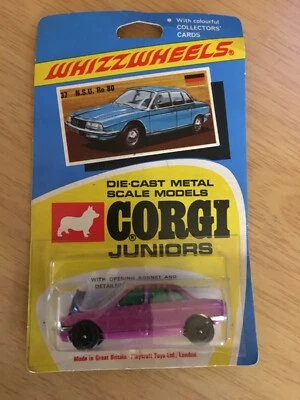 With colourful
COLLECTORS'
CARDS
WHIZZWHEELS®
37 N.S.U. Ro 80
DIE-CAST METAL
SCALE MODELS
CORGI
JUNIORS
WITH OPENING BONNET AND
DETAILED
Made in Great Britain Playcraft Toys Ltd., London